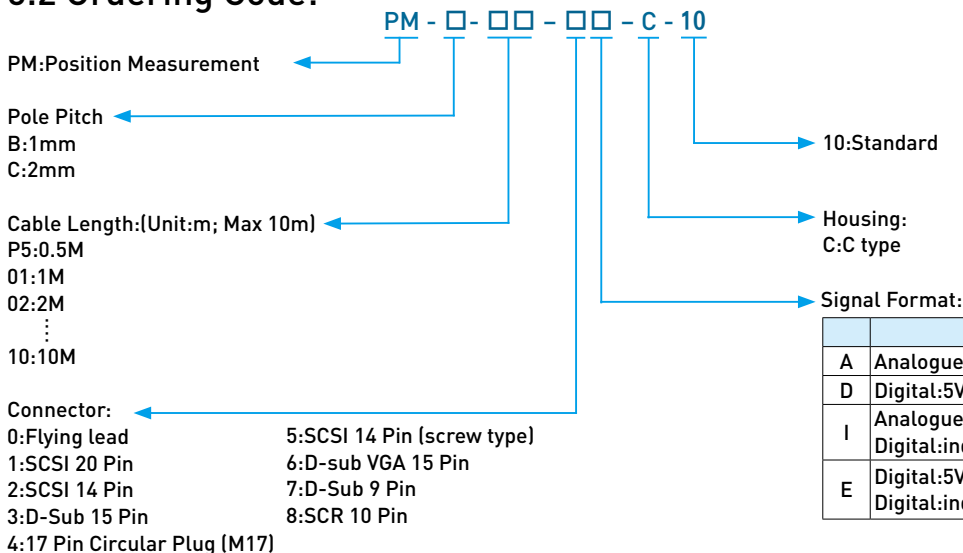 PM - □- □□ – □□ – C - 10
PM:Position Measurement
Pole Pitch
B:1mm
C:2mm
Cable Length:(Unit:m; Max 10m)
P5:0.5M
01:1M
02:2M
⋮
10:10M
Connector:
0:Flying lead
1:SCSI 20 Pin
2:SCSI 14 Pin
3:D-Sub 15 Pin
4:17 Pin Circular Plug (M17)
5:SCSI 14 Pin (screw type)
6:D-sub VGA 15 Pin
7:D-Sub 9 Pin
8:SCR 10 Pin
10:Standard
Housing:
C:C type
Signal Format:
A Analogue
D Digital:5V
I Analogue
Digital:in
E Digital:5V
Digital:in